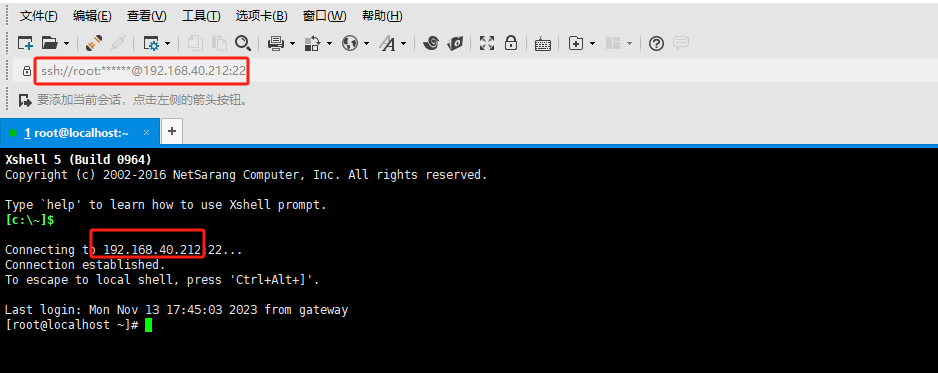 文件(F) 编辑(E) 查看(V) 工具(T) 选项卡(B) 窗口(W) 帮助(H)
ssh://root:******@192.168.40.212:22
要添加当前会话，点击左侧的箭头按钮。
1 root@localhost:~ × +
Xshell 5 (Build 0964)
Copyright (c) 2002-2016 NetSarang Computer, Inc. All rights reserved.
Type `help' to learn how to use Xshell prompt.
[c:\~]$
Connecting to 192.168.40.212:22...
Connection established.
To escape to local shell, press 'Ctrl+Alt+]'.
Last login: Mon Nov 13 17:45:03 2023 from gateway
[root@localhost ~]#